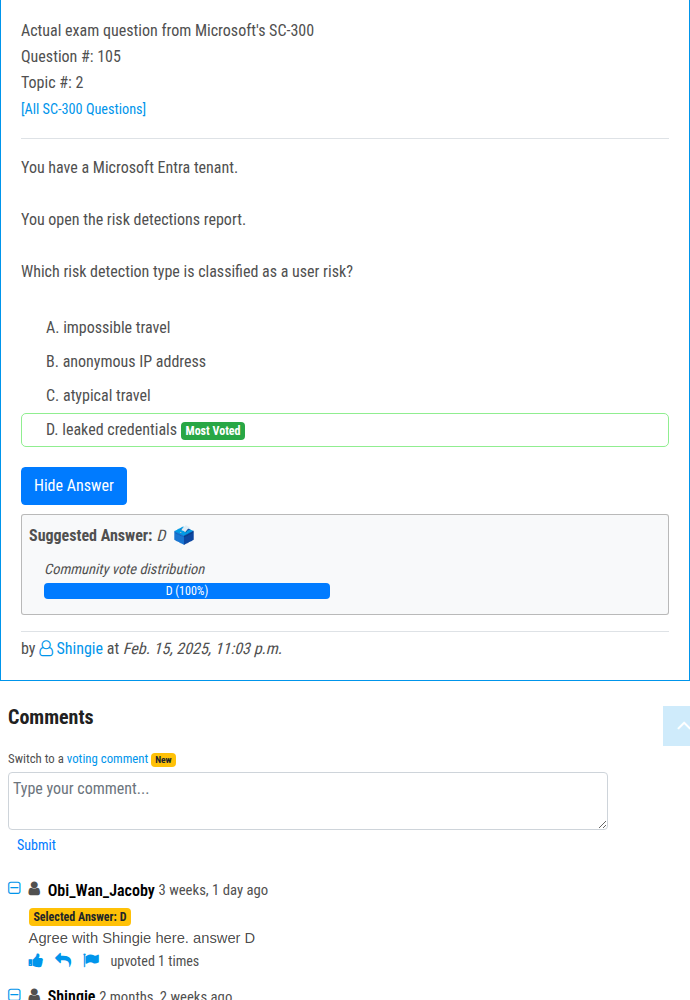 Actual exam question from Microsoft's SC-300
Question #: 105
Topic #: 2
[All SC-300 Questions]
You have a Microsoft Entra tenant.
You open the risk detections report.
Which risk detection type is classified as a user risk?
A. impossible travel
B. anonymous IP address
C. atypical travel
D. leaked credentials Most Voted
Hide Answer
Suggested Answer: D
Community vote distribution
D (100%)
by Shingie at Feb. 15, 2025, 11:03 p.m.
Comments
Switch to a voting comment New
Type your comment...
Submit
Obi_Wan_Jacoby 3 weeks, 1 day ago
Selected Answer: D
Agree with Shingie here. answer D
upvoted 1 times
Shingie 2 months, 2 weeks ago